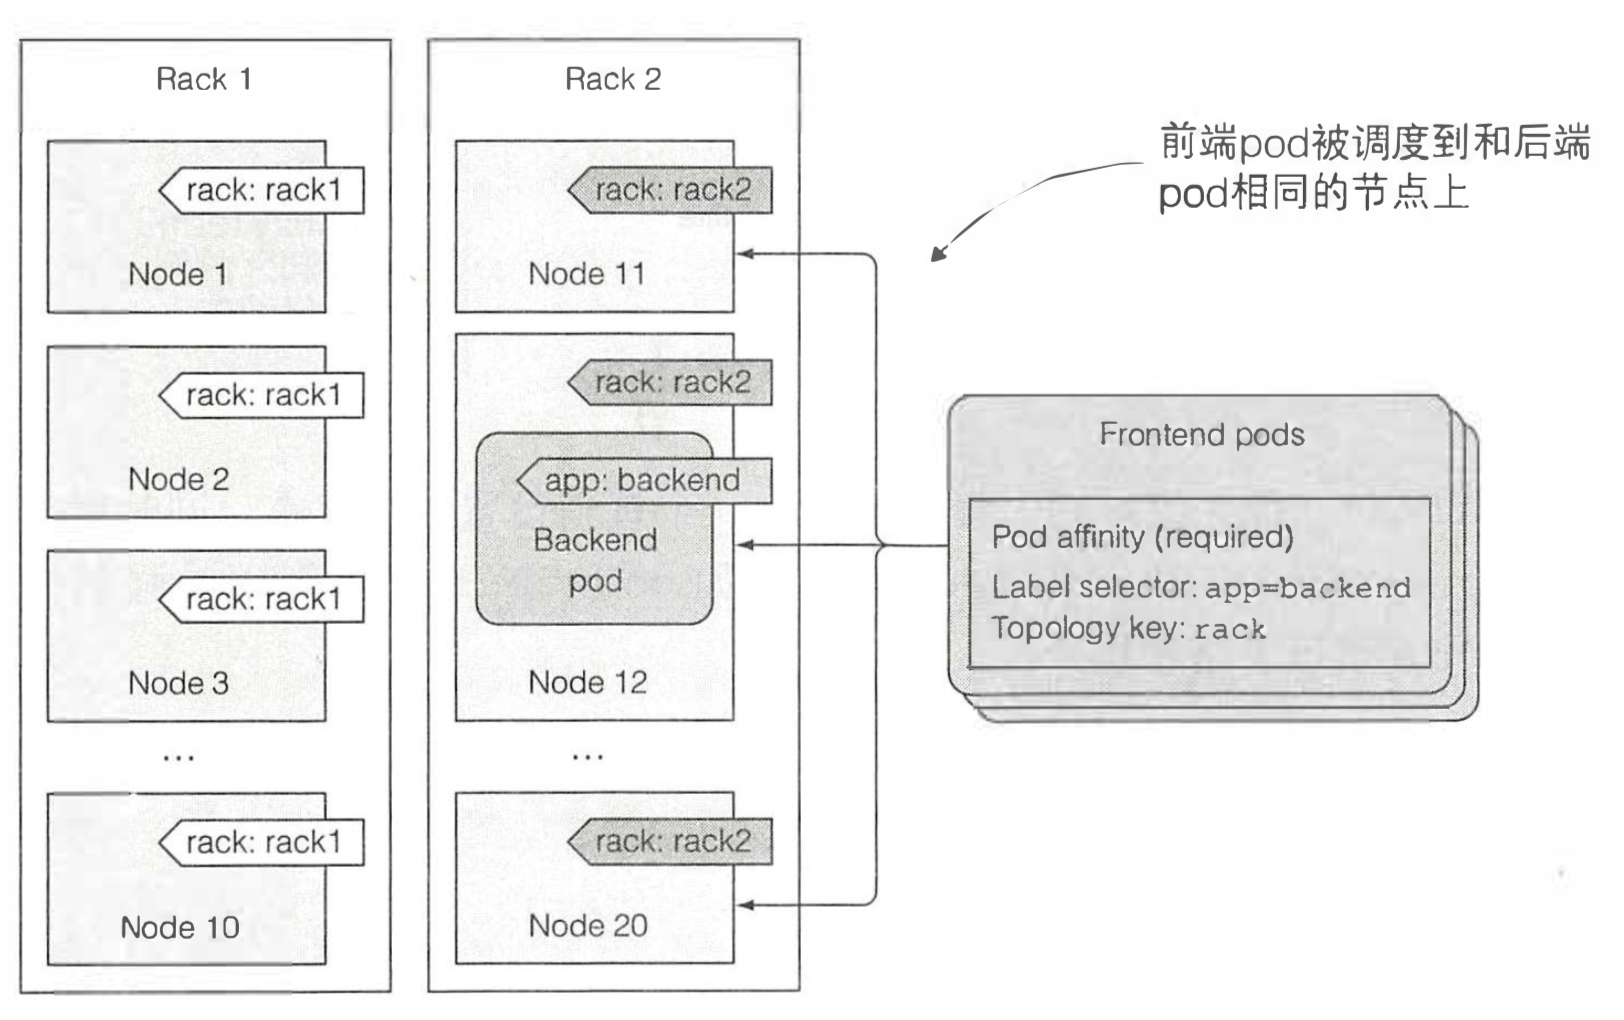 Rack 1
rack: rack1
Node 1
rack: rack1
Node 2
rack: rack1
Node 3
...
rack: rack1
Node 10
Rack 2
rack: rack2
Node 11
rack: rack2
app: backend
Backend
pod
Node 12
...
rack: rack2
Node 20
前端pod被调度到和后端
pod相同的节点上
Frontend pods
Pod affinity (required)
Label selector: app=backend
Topology key: rack